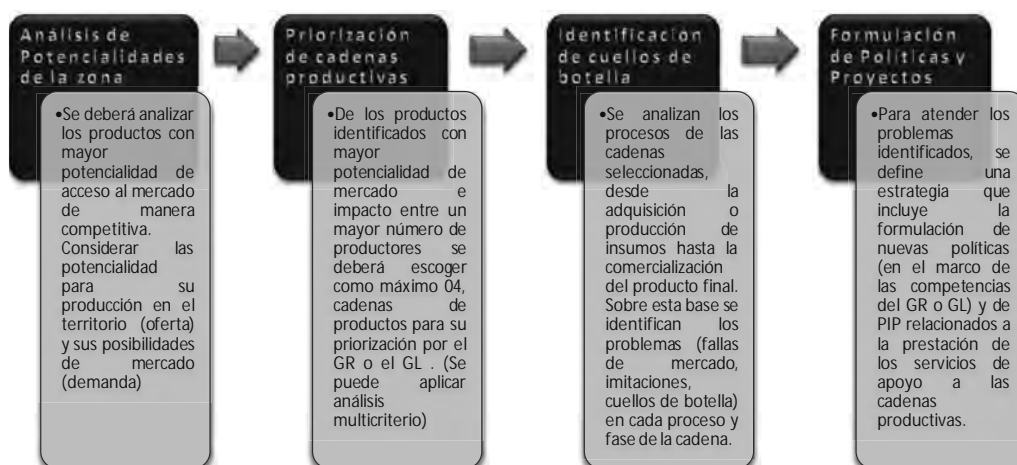 Análisis de
Potencialidades
de la zona
•Se deberá analizar
los productos con
mayor
potencialidad de
acceso al mercado
de manera
competitiva.
Considerar las
potencialidad
para su
producción en el
territorio (oferta)
y sus posibilidades
de mercado
(demanda)
Priorización
de cadenas
productivas
•De los productos
identificados con
mayor
potencialidad de
mercado e
impacto entre un
mayor número de
productores se
deberá escoger
como máximo 04,
cadenas de
productos para su
priorización por el
GR o el GL . (Se
puede aplicar
análisis
multicriterio)
Identificación
de cuellos de
botella
•Se analizan los
procesos de las
cadenas
seleccionadas,
desde la
adquisición o
producción de
insumos hasta la
comercialización
del producto final.
Sobre esta base se
identifican los
problemas (fallas
de mercado,
imitaciones,
cuellos de botella)
en cada proceso y
fase de la cadena.
Formulación
de Políticas y
Proyectos
•Para atender los
problemas
identificados, se
define una
estrategia que
incluye la
formulación de
nuevas políticas
(en el marco de
las competencias
del GR o GL) y de
PIP relacionados a
la prestación de
los servicios de
apoyo a las
cadenas
productivas.